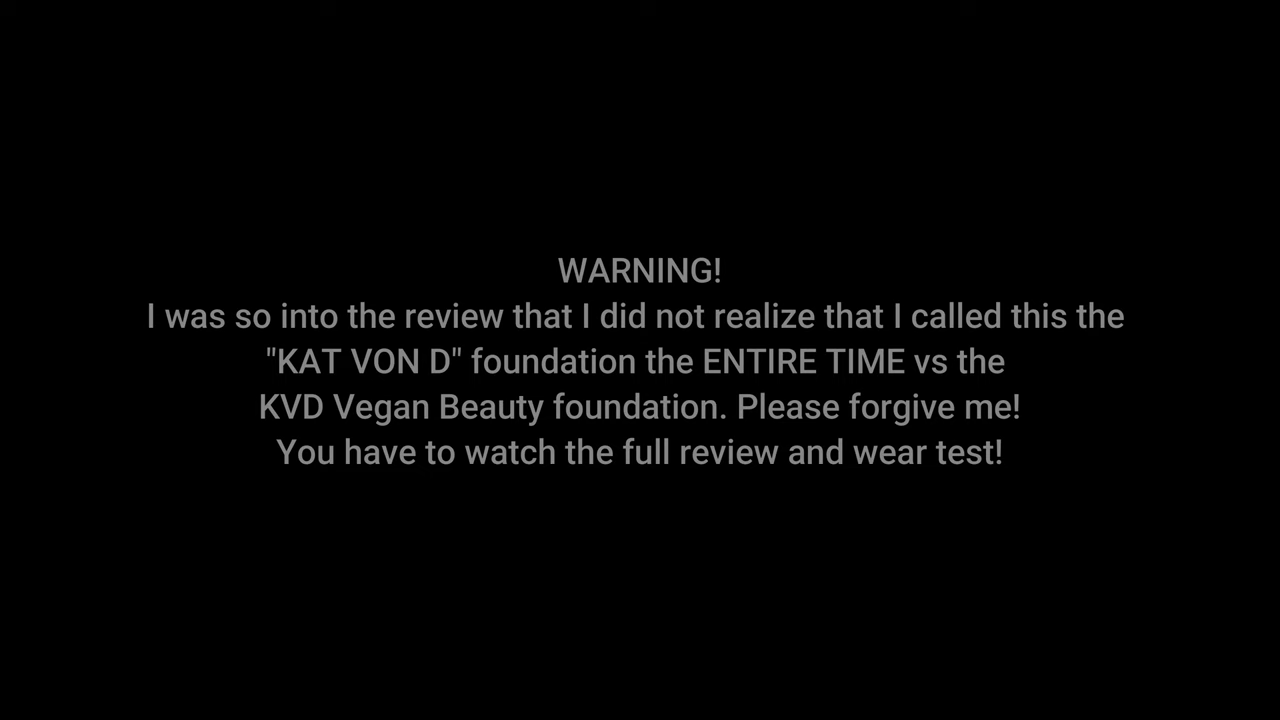 WARNING!
I was so into the review that I did not realize that I called this the
"KAT VON D" foundation the ENTIRE TIME vs the
KVD Vegan Beauty foundation. Please forgive me!
You have to watch the full review and wear test!